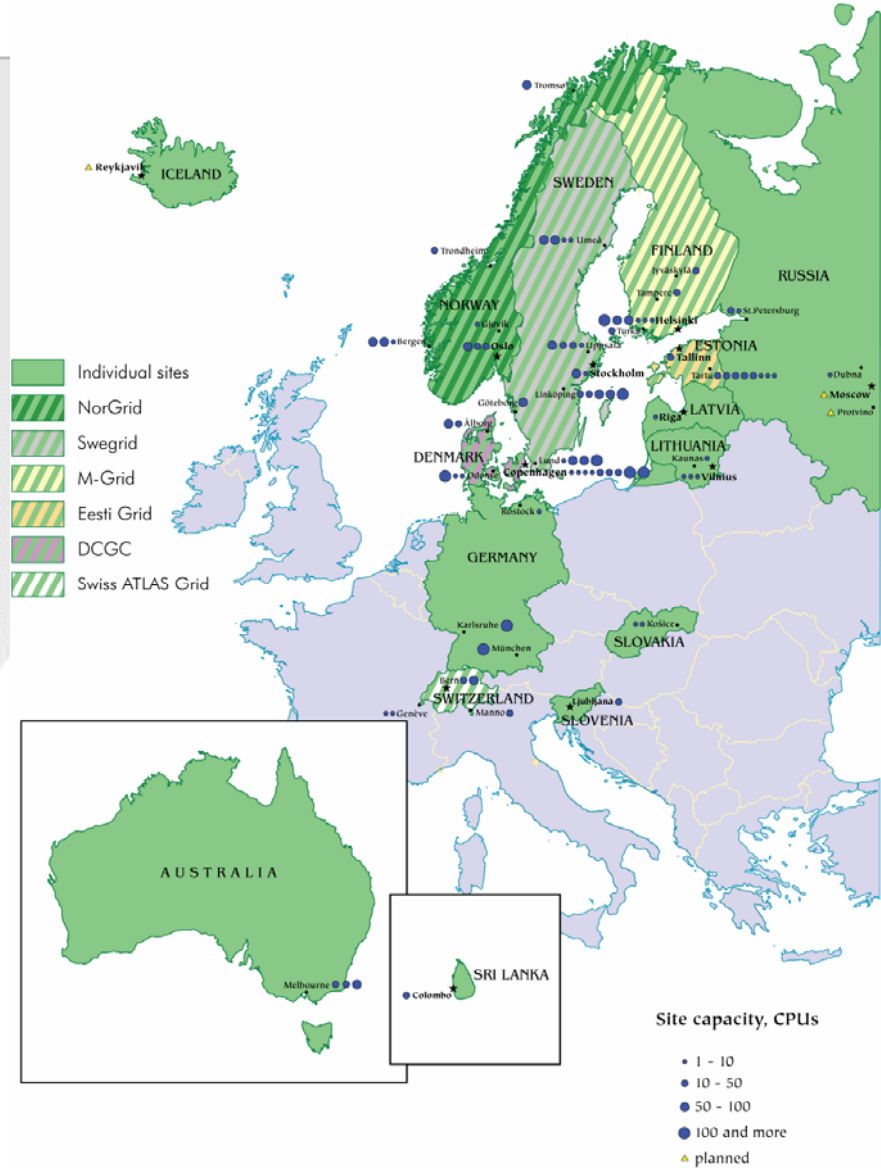 Tromsø
Reykjavik
ICELAND
SWEDEN
Umeå
Trondheim
FINLAND
Jyväskylä
RUSSIA
Tampere
NORWAY
Gjøvik
Helsinki
St.Petersburg
Bergen
Turku
Oslo
Uppsala
ESTONIA
Tallinn
Stockholm
Tartu
Dubna
Linköping
Moscow
Göteborg
Riga
LATVIA
Protvino
Ålborg
LITHUANIA
DENMARK
Lund
Kaunas
Odense
Copenhagen
Vilnius
Rostock
GERMANY
Karlsruhe
Košice
München
SLOVAKIA
Bern
SWITZERLAND
Ljubljana
Genève
Manno
SLOVENIA
Individual sites
NorGrid
Swegrid
M-Grid
Eesti Grid
DCGC
Swiss ATLAS Grid
AUSTRALIA
Melbourne
SRI LANKA
Colombo
Site capacity, CPUs
1 - 10
10 - 50
50 - 100
100 and more
planned